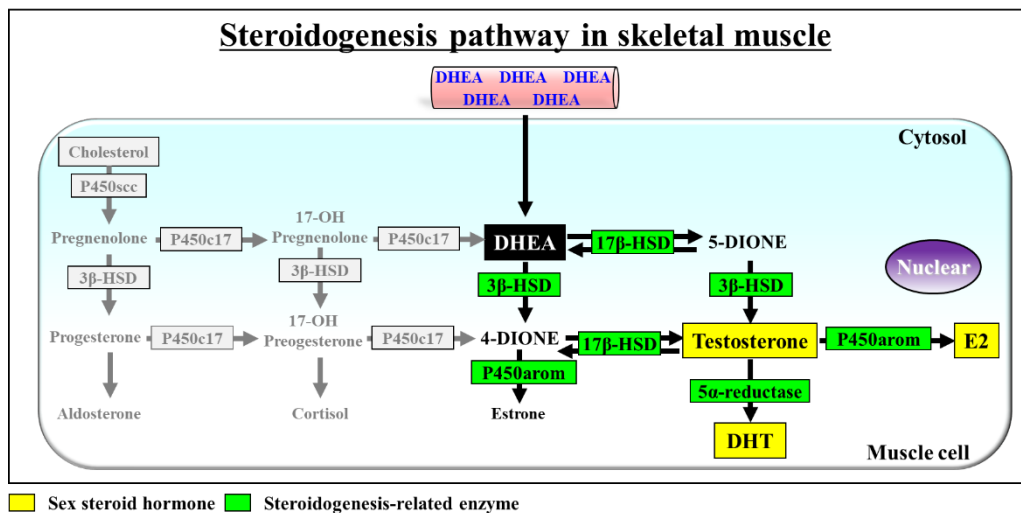 Steroidogenesis pathway in skeletal muscle
DHEA DHEA DHEA
DHEA DHEA
Cytosol
Cholesterol
P450scc
17-OH
Pregnenolone P450c17 Pregnenolone P450c17 DHEA 17β-HSD 5-DIONE
Nuclear
3β-HSD 3β-HSD 3β-HSD 3β-HSD
17-OH
Progesterone P450c17 Preogesterone P450c17 4-DIONE 17β-HSD Testosterone P450arom E2
P450arom
5α-reductase
Aldosterone Cortisol Estrone
DHT
Muscle cell
Sex steroid hormone Steroidogenesis-related enzyme